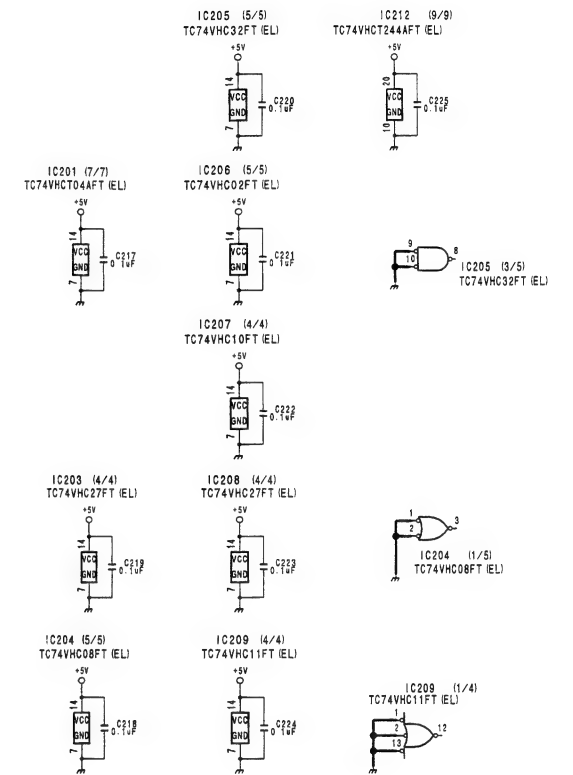 IC205 (5/5)
TC74VHC32FT (EL)
+5V
14
VCC
GND
7
C220
0.1uF
IC212 (9/9)
TC74VHCT244AFT (EL)
+5V
20
VCC
GND
10
C225
0.1uF
IC201 (7/7)
TC74VHCT04AFT (EL)
+5V
14
VCC
GND
7
C217
0.1uF
IC206 (5/5)
TC74VHC02FT (EL)
+5V
14
VCC
GND
7
C221
0.1uF
9
10
8
IC205 (3/5)
TC74VHC32FT (EL)
IC207 (4/4)
TC74VHC10FT (EL)
+5V
14
VCC
GND
7
C222
0.1uF
IC203 (4/4)
TC74VHC27FT (EL)
+5V
14
VCC
GND
7
C219
0.1uF
IC208 (4/4)
TC74VHC27FT (EL)
+5V
14
VCC
GND
7
C223
0.1uF
1
2
3
IC204 (1/5)
TC74VHC08FT (EL)
IC204 (5/5)
TC74VHC08FT (EL)
+5V
14
VCC
GND
7
C218
0.1uF
IC209 (4/4)
TC74VHC11FT (EL)
+5V
14
VCC
GND
7
C224
0.1uF
IC209 (1/4)
TC74VHC11FT (EL)
1
2
13
12